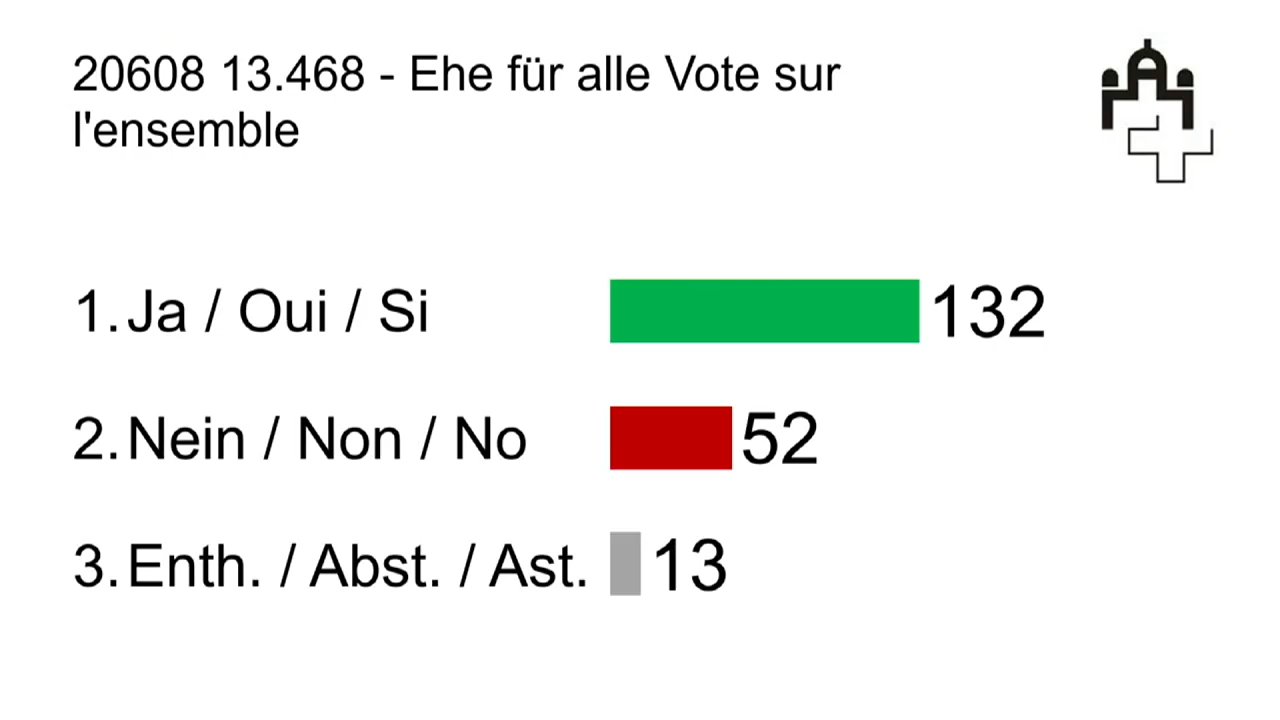 20608 13.468 - Ehe für alle Vote sur
l'ensemble
1. Ja / Oui / Si 132
2. Nein / Non / No 52
3. Enth. / Abst. / Ast. 13